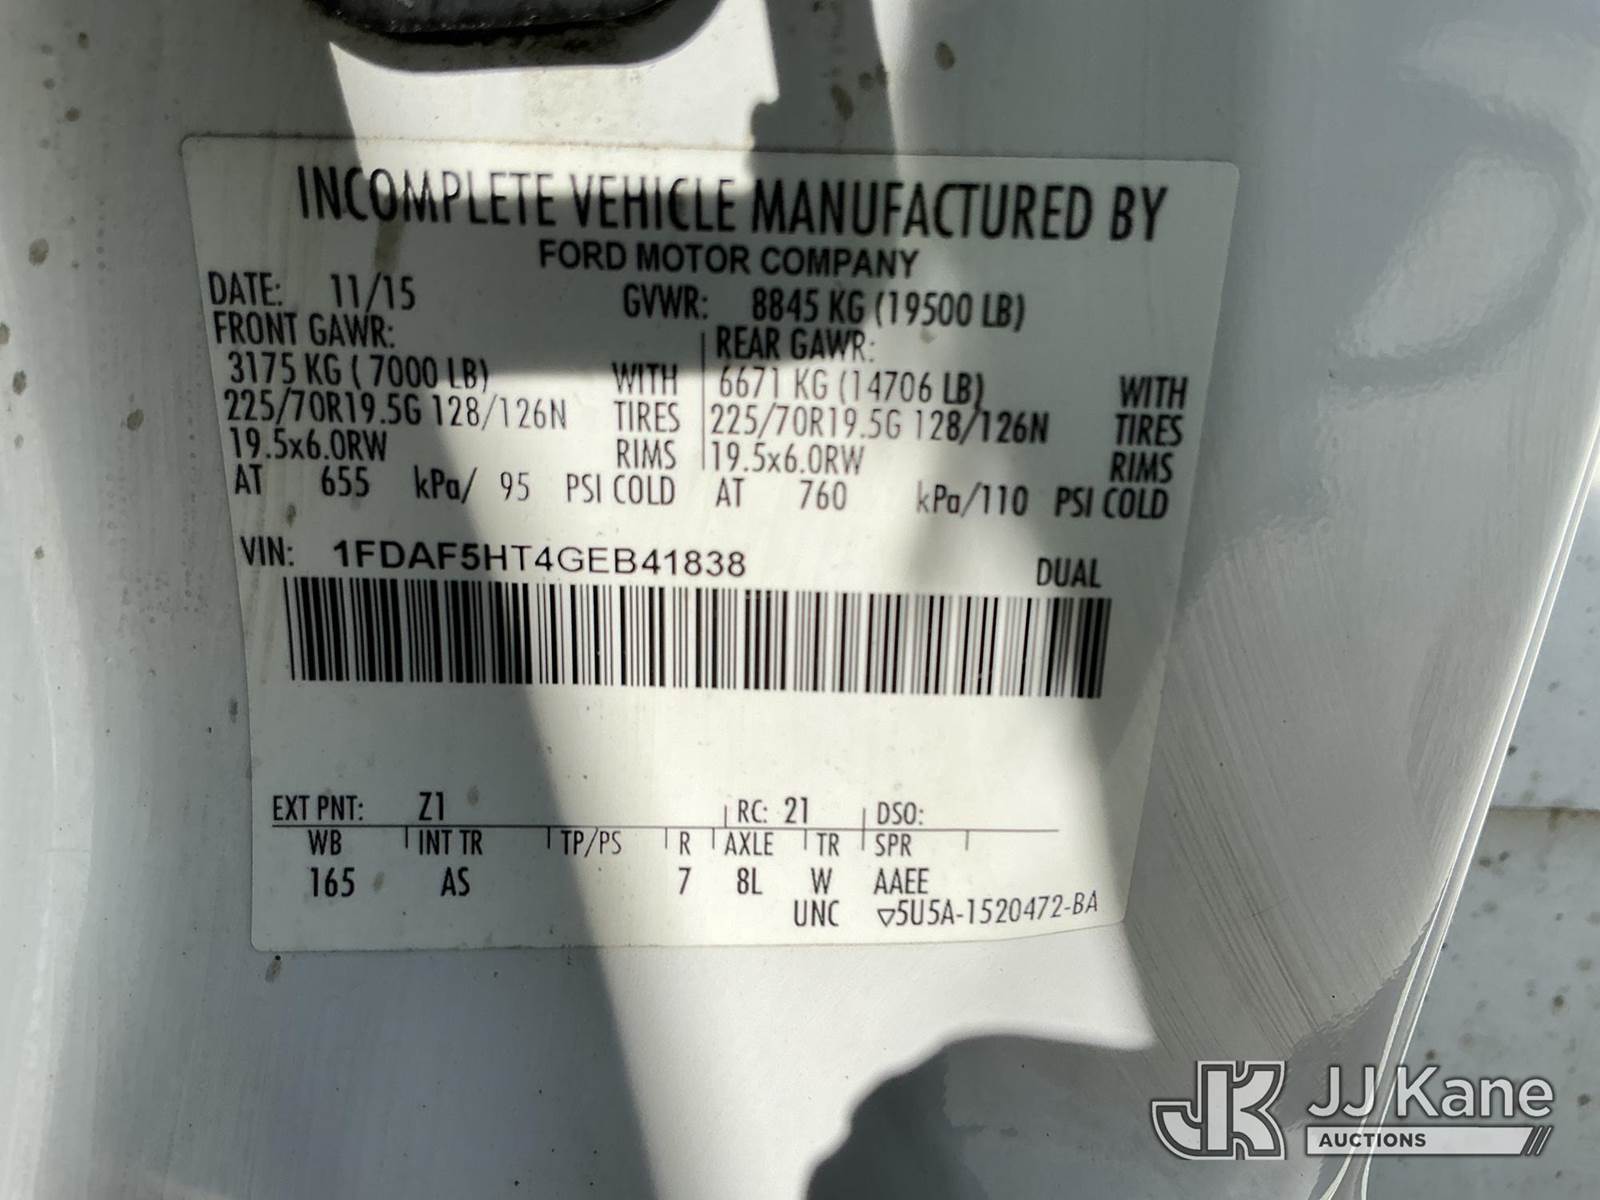 INCOMPLETE VEHICLE MANUFACTURED BY
FORD MOTOR COMPANY
DATE: 11/15 GVWR: 8845 KG (19500 LB)
FRONT GAWR: REAR GAWR:
3175 KG ( 7000 LB) WITH 6671 KG (14706 LB) WITH
225/70R19.5G 128/126N TIRES 225/70R19.5G 128/126N TIRES
19.5x6.0RW RIMS 19.5x6.0RW RIMS
AT 655 kPa/ 95 PSI COLD AT 760 kPa/110 PSI COLD
VIN: 1FDAF5HT4GEB41838 DUAL
EXT PNT: Z1 RC: 21 DSO:
WB INT TR TP/PS R AXLE TR SPR
165 AS 7 8L W AAEE
UNC ▽5U5A-1520472-BA
JK JJ Kane
AUCTIONS